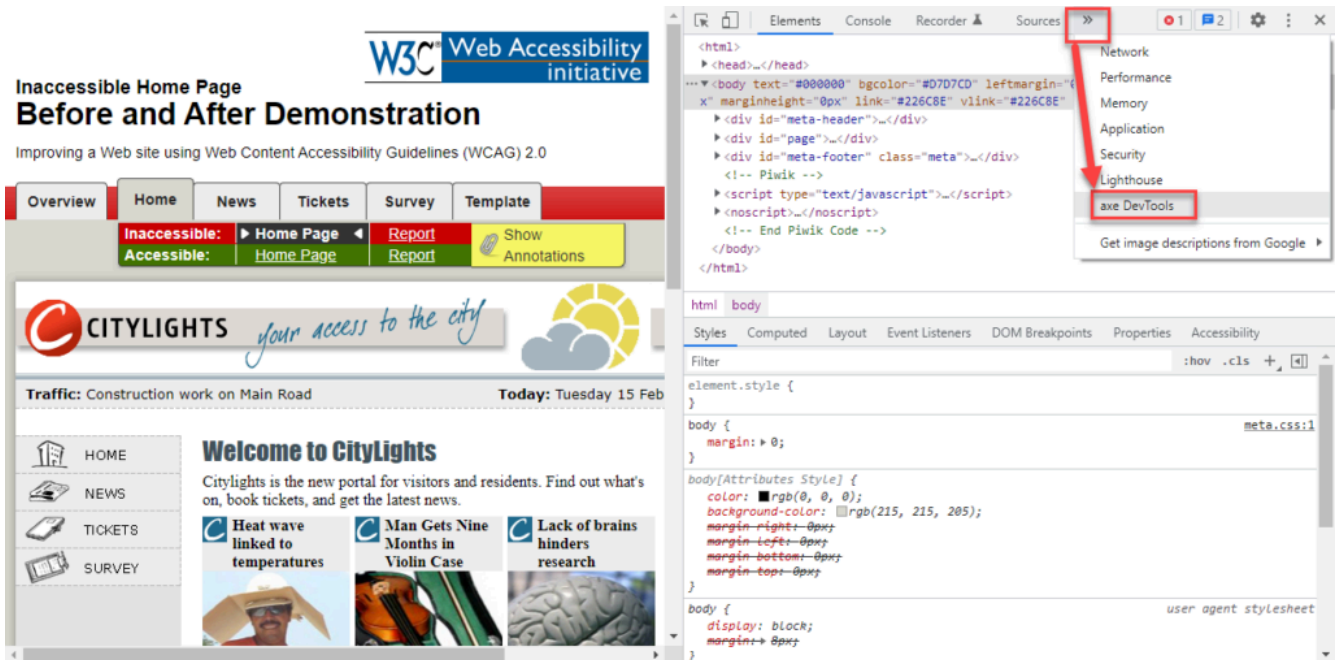 W3C® Web Accessibility
initiative
Inaccessible Home Page
Before and After Demonstration
Improving a Web site using Web Content Accessibility Guidelines (WCAG) 2.0
Overview Home News Tickets Survey Template
Inaccessible: Home Page Report
Accessible: Home Page Report
Show
Annotations
CITYLIGHTS your access to the city
Traffic: Construction work on Main Road Today: Tuesday 15 Feb
HOME
NEWS
TICKETS
SURVEY
Welcome to CityLights
Citylights is the new portal for visitors and residents. Find out what's
on, book tickets, and get the latest news.
Heat wave
linked to
temperatures
Man Gets Nine
Months in
Violin Case
Lack of brains
hinders
research
Elements Console Recorder Sources » 1 2
<html>
▶<head>…</head>
…▼<body text="#000000" bgcolor="#D7D7CD" leftmargin="
x" marginheight="0px" link="#226C8E" vlink="#226C8E"
▶<div id="meta-header">…</div>
▶<div id="page">…</div>
▶<div id="meta-footer" class="meta">…</div>
<!-- Piwik -->
▶<script type="text/javascript">…</script>
▶<noscript>…</noscript>
<!-- End Piwik Code -->
</body>
</html>
Network
Performance
Memory
Application
Security
Lighthouse
axe DevTools
Get image descriptions from Google
html body
Styles Computed Layout Event Listeners DOM Breakpoints Properties Accessibility
Filter :hov .cls +
element.style {
}
body { meta.css:1
margin:▶ 0;
}
body[Attributes Style] {
color: rgb(0, 0, 0);
background-color: rgb(215, 215, 205);
margin-right: 0px;
margin-left: 0px;
margin-bottom: 0px;
margin-top: 0px;
}
body { user agent stylesheet
display: block;
margin:▶ 8px;
}